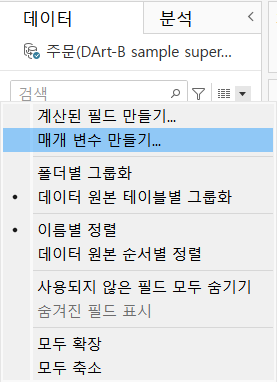 데이터 분석
주문(DArt-B sample super...
검색
계산된 필드 만들기...
매개 변수 만들기...
폴더별 그룹화
• 데이터 원본 테이블별 그룹화
• 이름별 정렬
데이터 원본 순서별 정렬
사용되지 않은 필드 모두 숨기기
숨겨진 필드 표시
모두 확장
모두 축소